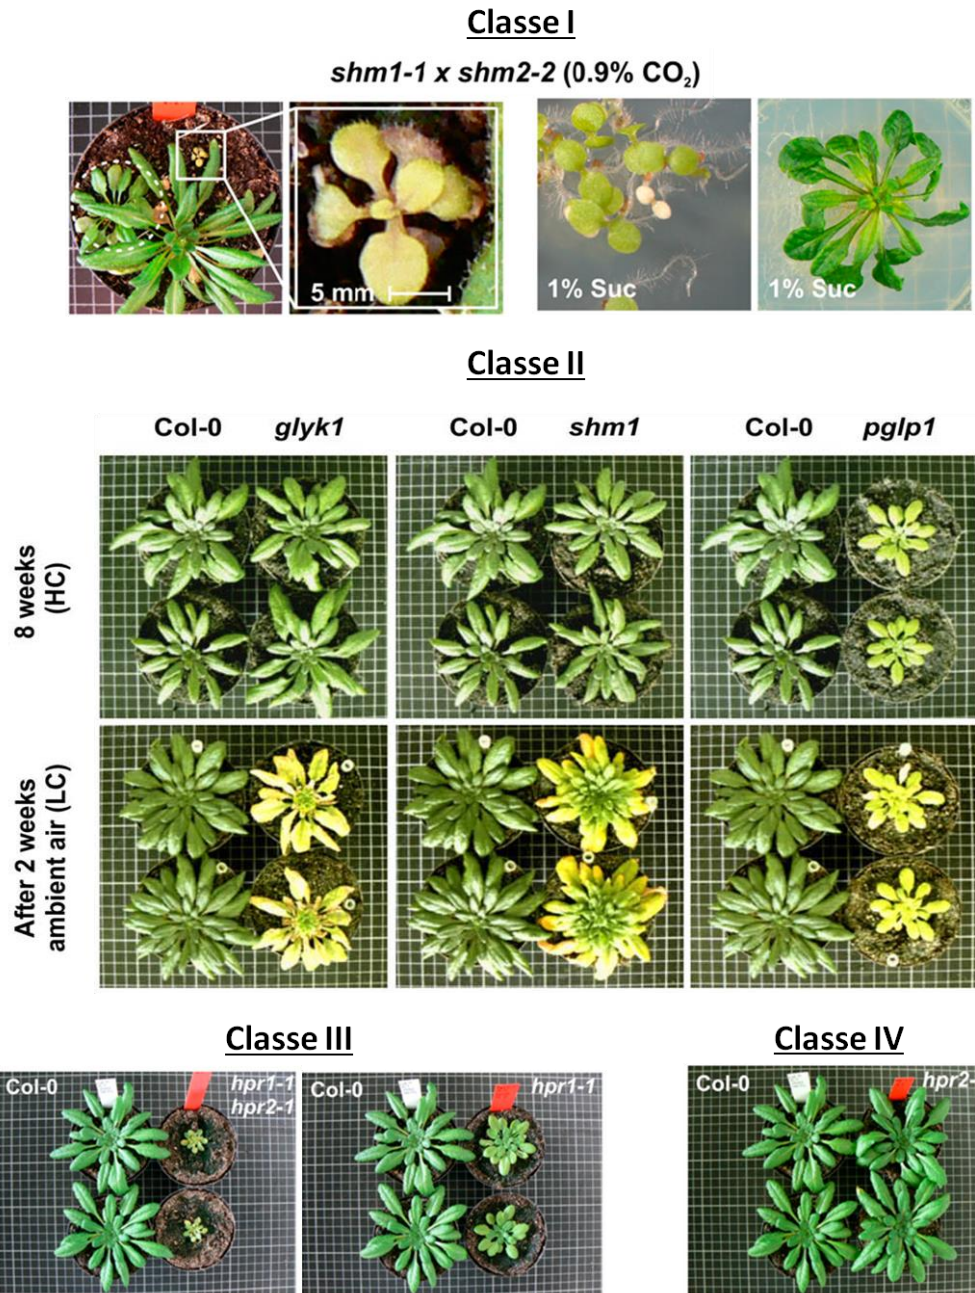 Classe I
shm1-1 x shm2-2 (0.9% CO₂)
5 mm
1% Suc
1% Suc
Classe II
Col-0 glyk1
Col-0 shm1
Col-0 pglp1
8 weeks
(HC)
After 2 weeks
ambient air (LC)
Classe III
Classe IV
Col-0
hpr1-1
hpr2-1
Col-0
hpr1-1
Col-0
hpr2-